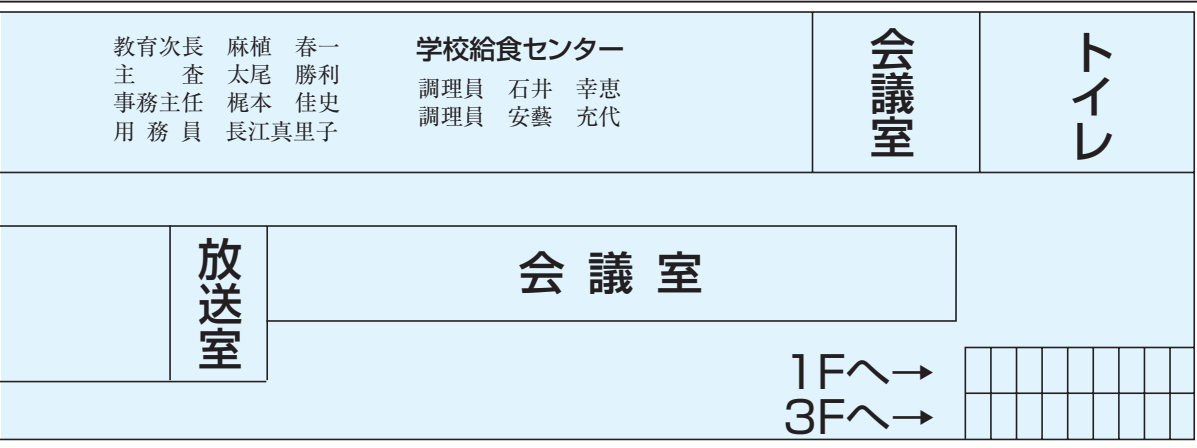 教育次長　麻植　春一
主　　査　太尾　勝利
事務主任　梶本　佳史
用 務 員　長江真里子
学校給食センター
調理員　石井　幸恵
調理員　安藝　充代
会議室
トイレ
放送室
会 議 室
1Fへ→
3Fへ→